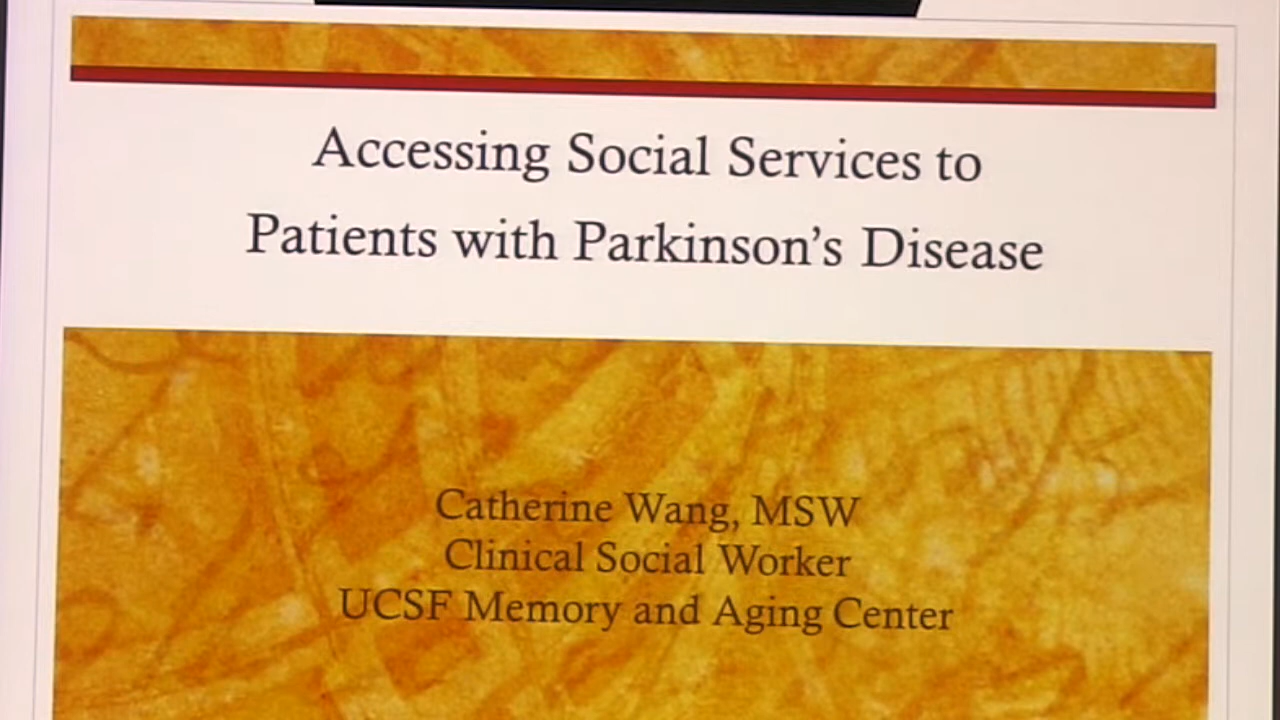 Accessing Social Services to
Patients with Parkinson's Disease
Catherine Wang, MSW
Clinical Social Worker
UCSF Memory and Aging Center